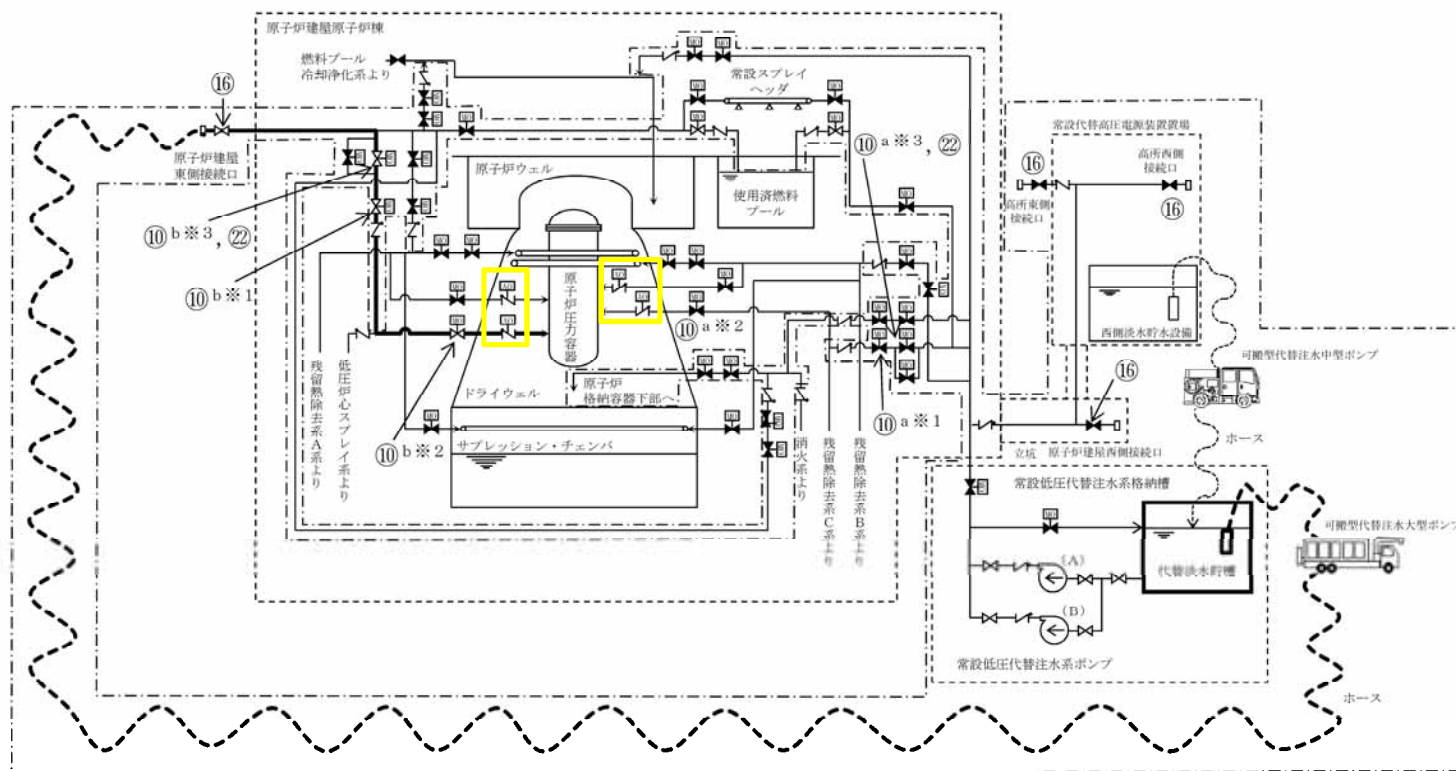 原子炉建屋原子炉棟
燃料プール
冷却浄化系より
常設スプレイ
ヘッダ
⑯
原子炉建屋
東側接続口
原子炉ウェル
使用済燃料
プール
⑩a※3, ㉒
常設代替高圧電源装置置場
⑯
高所西側
接続口
⑯
高所東側
接続口
⑩b※3, ㉒
⑩b※1
原子炉圧力容器
⑩a※2
西側淡水貯水設備
可搬型代替注水中型ポンプ
ホース
残留熱除去系A系より
低圧炉心スプレイ系より
ドライウェル
原子炉
格納容器下部へ
⑩b※2
サプレッション・チェンバ
消火系より
残留熱除去系C系より
残留熱除去系B系より
⑩a※1
⑯
立坑
原子炉建屋西側接続口
常設低圧代替注水系格納槽
(A)
(B)
代替淡水貯槽
可搬型代替注水大型ポンプ
常設低圧代替注水系ポンプ
ホース